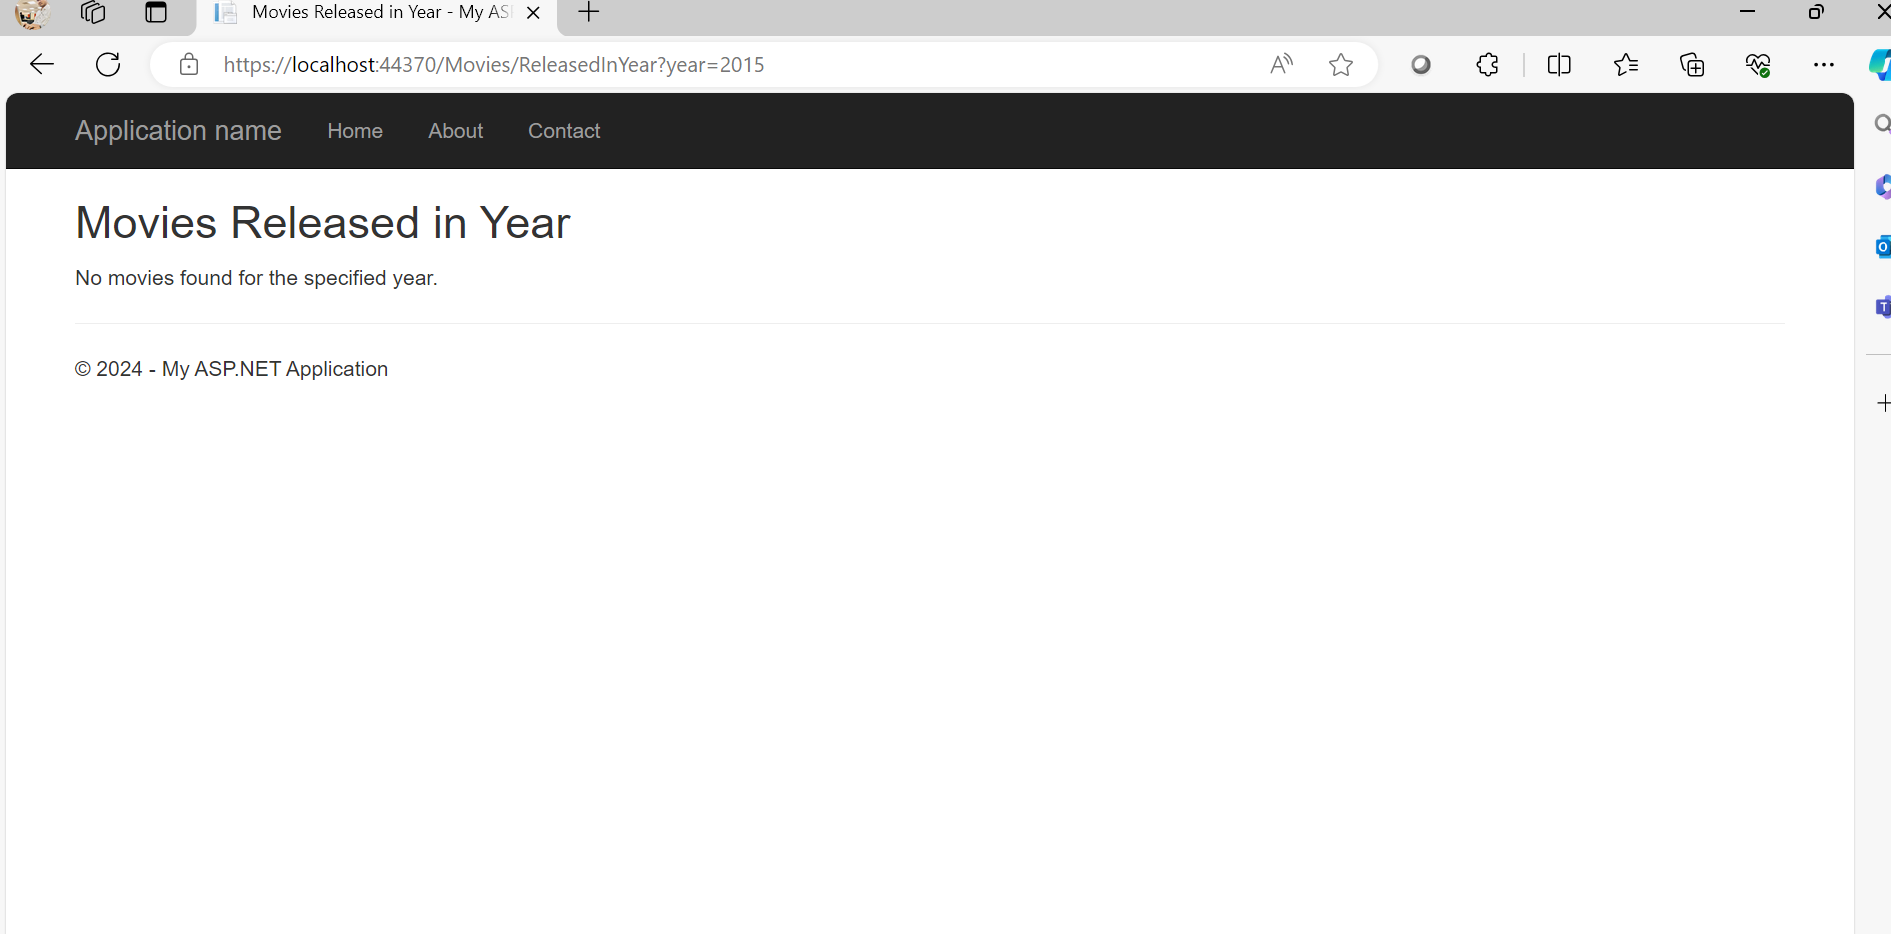 Movies Released in Year - My AS
https://localhost:44370/Movies/ReleasedInYear?year=2015
Application name Home About Contact
Movies Released in Year
No movies found for the specified year.
© 2024 - My ASP.NET Application